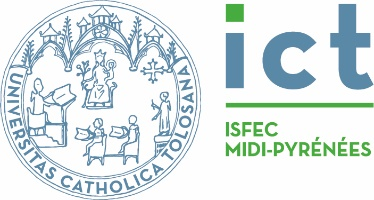 UNIVERSITAS CATHOLICA TOLOSANA
ict
ISFEC
MIDI-PYRÉNÉES